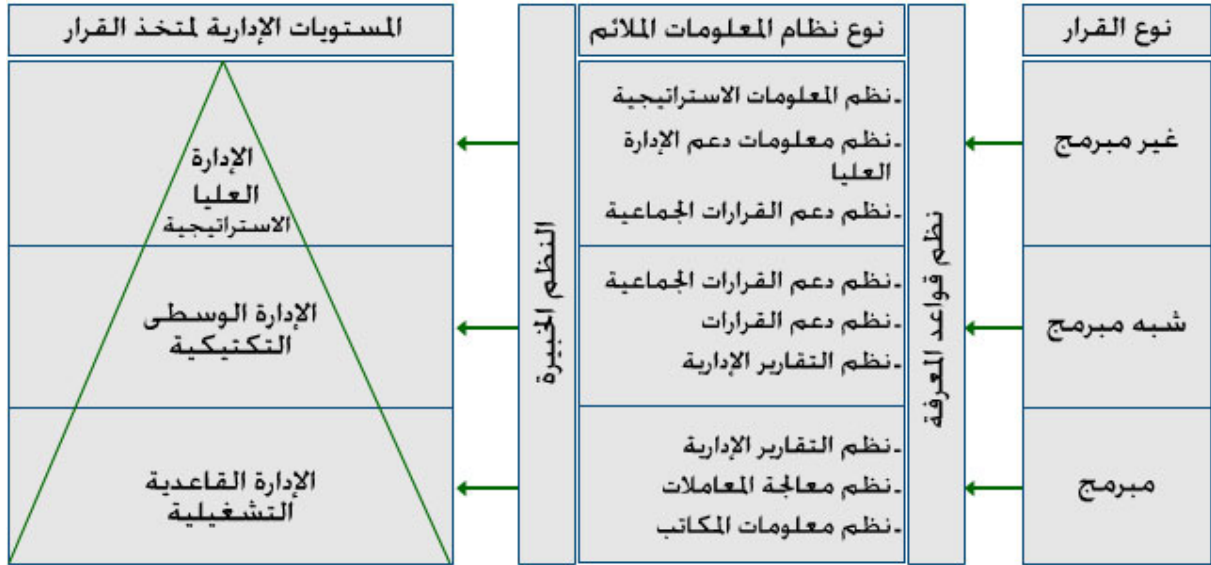 نوع القرار
غير مبرمج
شبه مبرمج
مبرمج
نظم قواعد المعرفة
نوع نظام المعلومات الملائم
.نظم المعلومات الاستراتيجية
.نظم معلومات دعم الإدارة
العليا
.نظم دعم القرارات الجماعية
.نظم دعم القرارات الجماعية
.نظم دعم القرارات
.نظم التقارير الإدارية
.نظم التقارير الإدارية
.نظم معالجة المعاملات
.نظم معلومات المكاتب
النظم الخبيرة
المستويات الإدارية لمتخذ القرار
الإدارة
العليا
الاستراتيجية
الإدارة الوسطى
التكتيكية
الإدارة القاعدية
التشغيلية